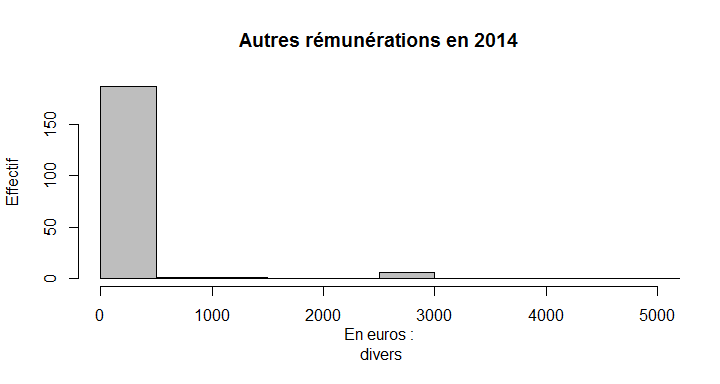 Autres rémunérations en 2014
Effectif
150
100
50
0
0 1000 2000 3000 4000 5000
En euros :
divers